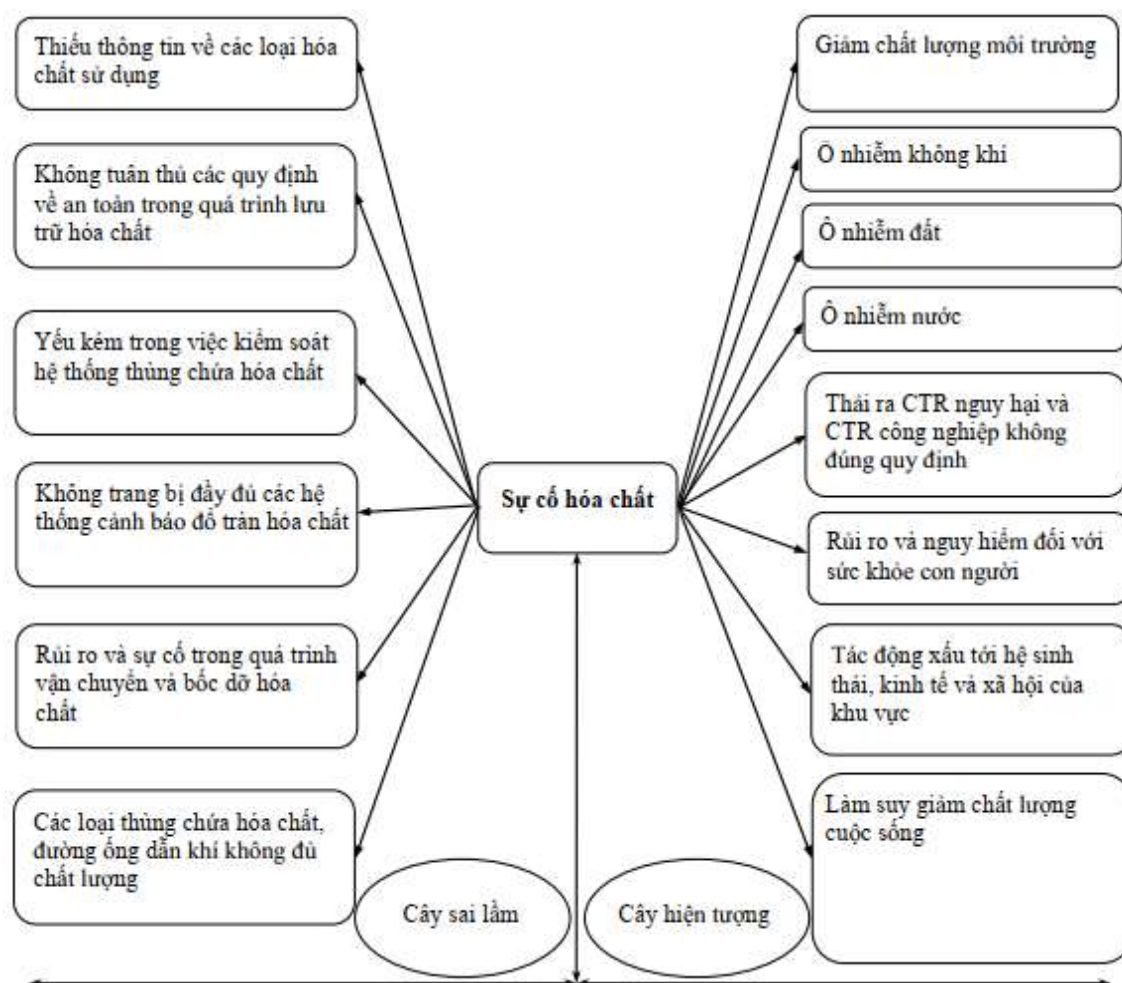 Thiếu thông tin về các loại hóa
chất sử dụng
Không tuân thủ các quy định
về an toàn trong quá trình lưu
trữ hóa chất
Yếu kém trong việc kiểm soát
hệ thống thùng chứa hóa chất
Không trang bị đầy đủ các hệ
thống cảnh báo đổ tràn hóa chất
Rủi ro và sự cố trong quá trình
vận chuyển và bốc dỡ hóa
chất
Các loại thùng chứa hóa chất,
đường ống dẫn khí không đủ
chất lượng
Sự cố hóa chất
Giảm chất lượng môi trường
Ô nhiễm không khí
Ô nhiễm đất
Ô nhiễm nước
Thải ra CTR nguy hại và
CTR công nghiệp không
đúng quy định
Rủi ro và nguy hiểm đối với
sức khỏe con người
Tác động xấu tới hệ sinh
thái, kinh tế và xã hội của
khu vực
Làm suy giảm chất lượng
cuộc sống
Cây sai lầm
Cây hiện tượng